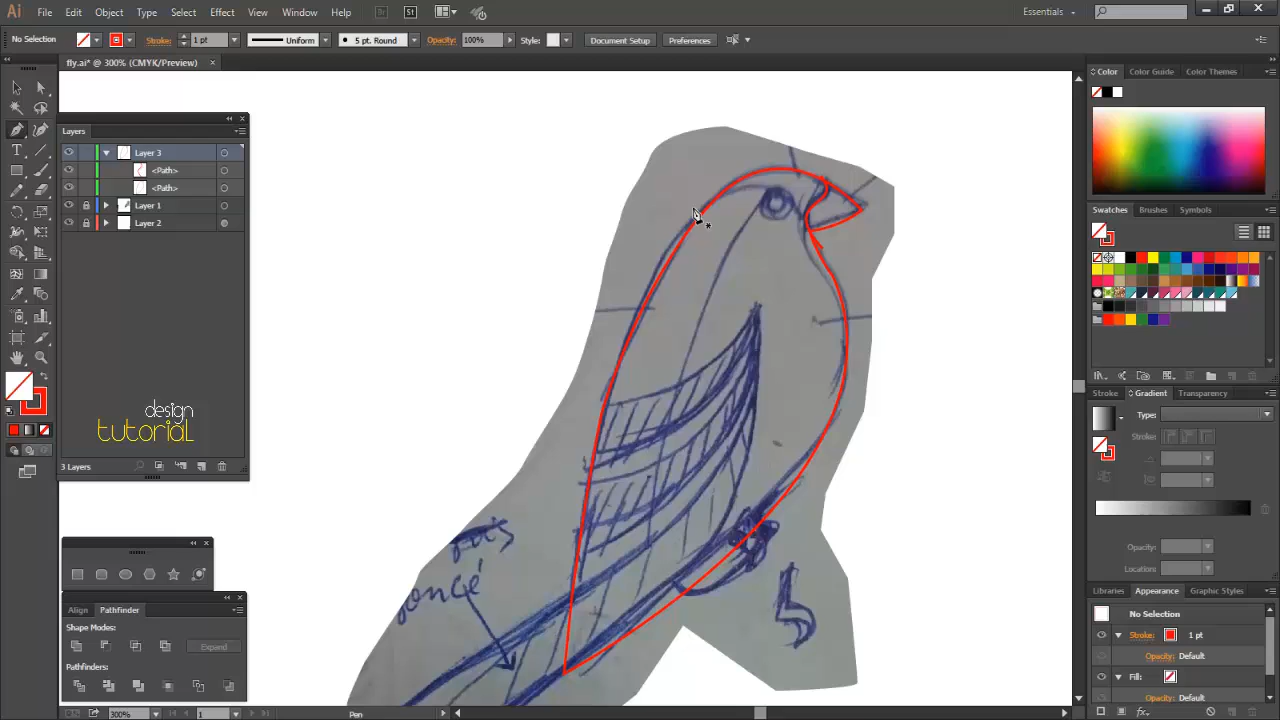 Ai File Edit Object Type Select Effect View Window Help Br St Essentials
No Selection Stroke: 1 pt Uniform 5 pt. Round Opacity: 100% Style: Document Setup Preferences
fly.ai* @ 300% (CMYK/Preview)
Layers
Layer 3
<Path>
<Path>
Layer 1
Layer 2
design
tutorial
3 Layers
Align Pathfinder
Shape Modes:
Expand
Pathfinders:
300% 1 Pen
Color Color Guide Color Themes
Swatches Brushes Symbols
Stroke Gradient Transparency
Type:
Stroke:
Opacity:
Locations:
Libraries Appearance Graphic Styles
No Selection
Stroke: 1 pt
Opacity: Default
Fill:
Opacity: Default